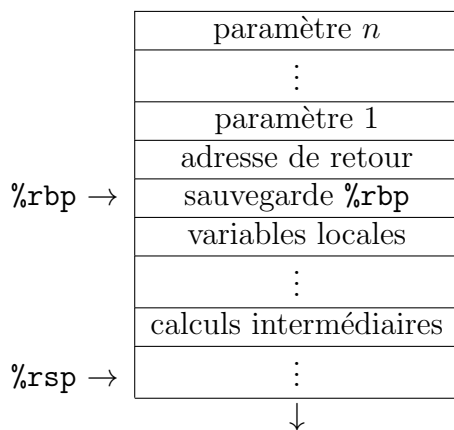 paramètre n
⋮
paramètre 1
adresse de retour
%rbp → sauvegarde %rbp
variables locales
⋮
calculs intermédiaires
%rsp → ⋮
↓